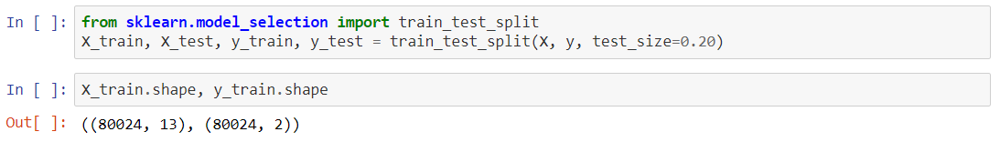 In [ ]: from sklearn.model_selection import train_test_split
X_train, X_test, y_train, y_test = train_test_split(X, y, test_size=0.20)
In [ ]: X_train.shape, y_train.shape
Out[ ]: ((80024, 13), (80024, 2))